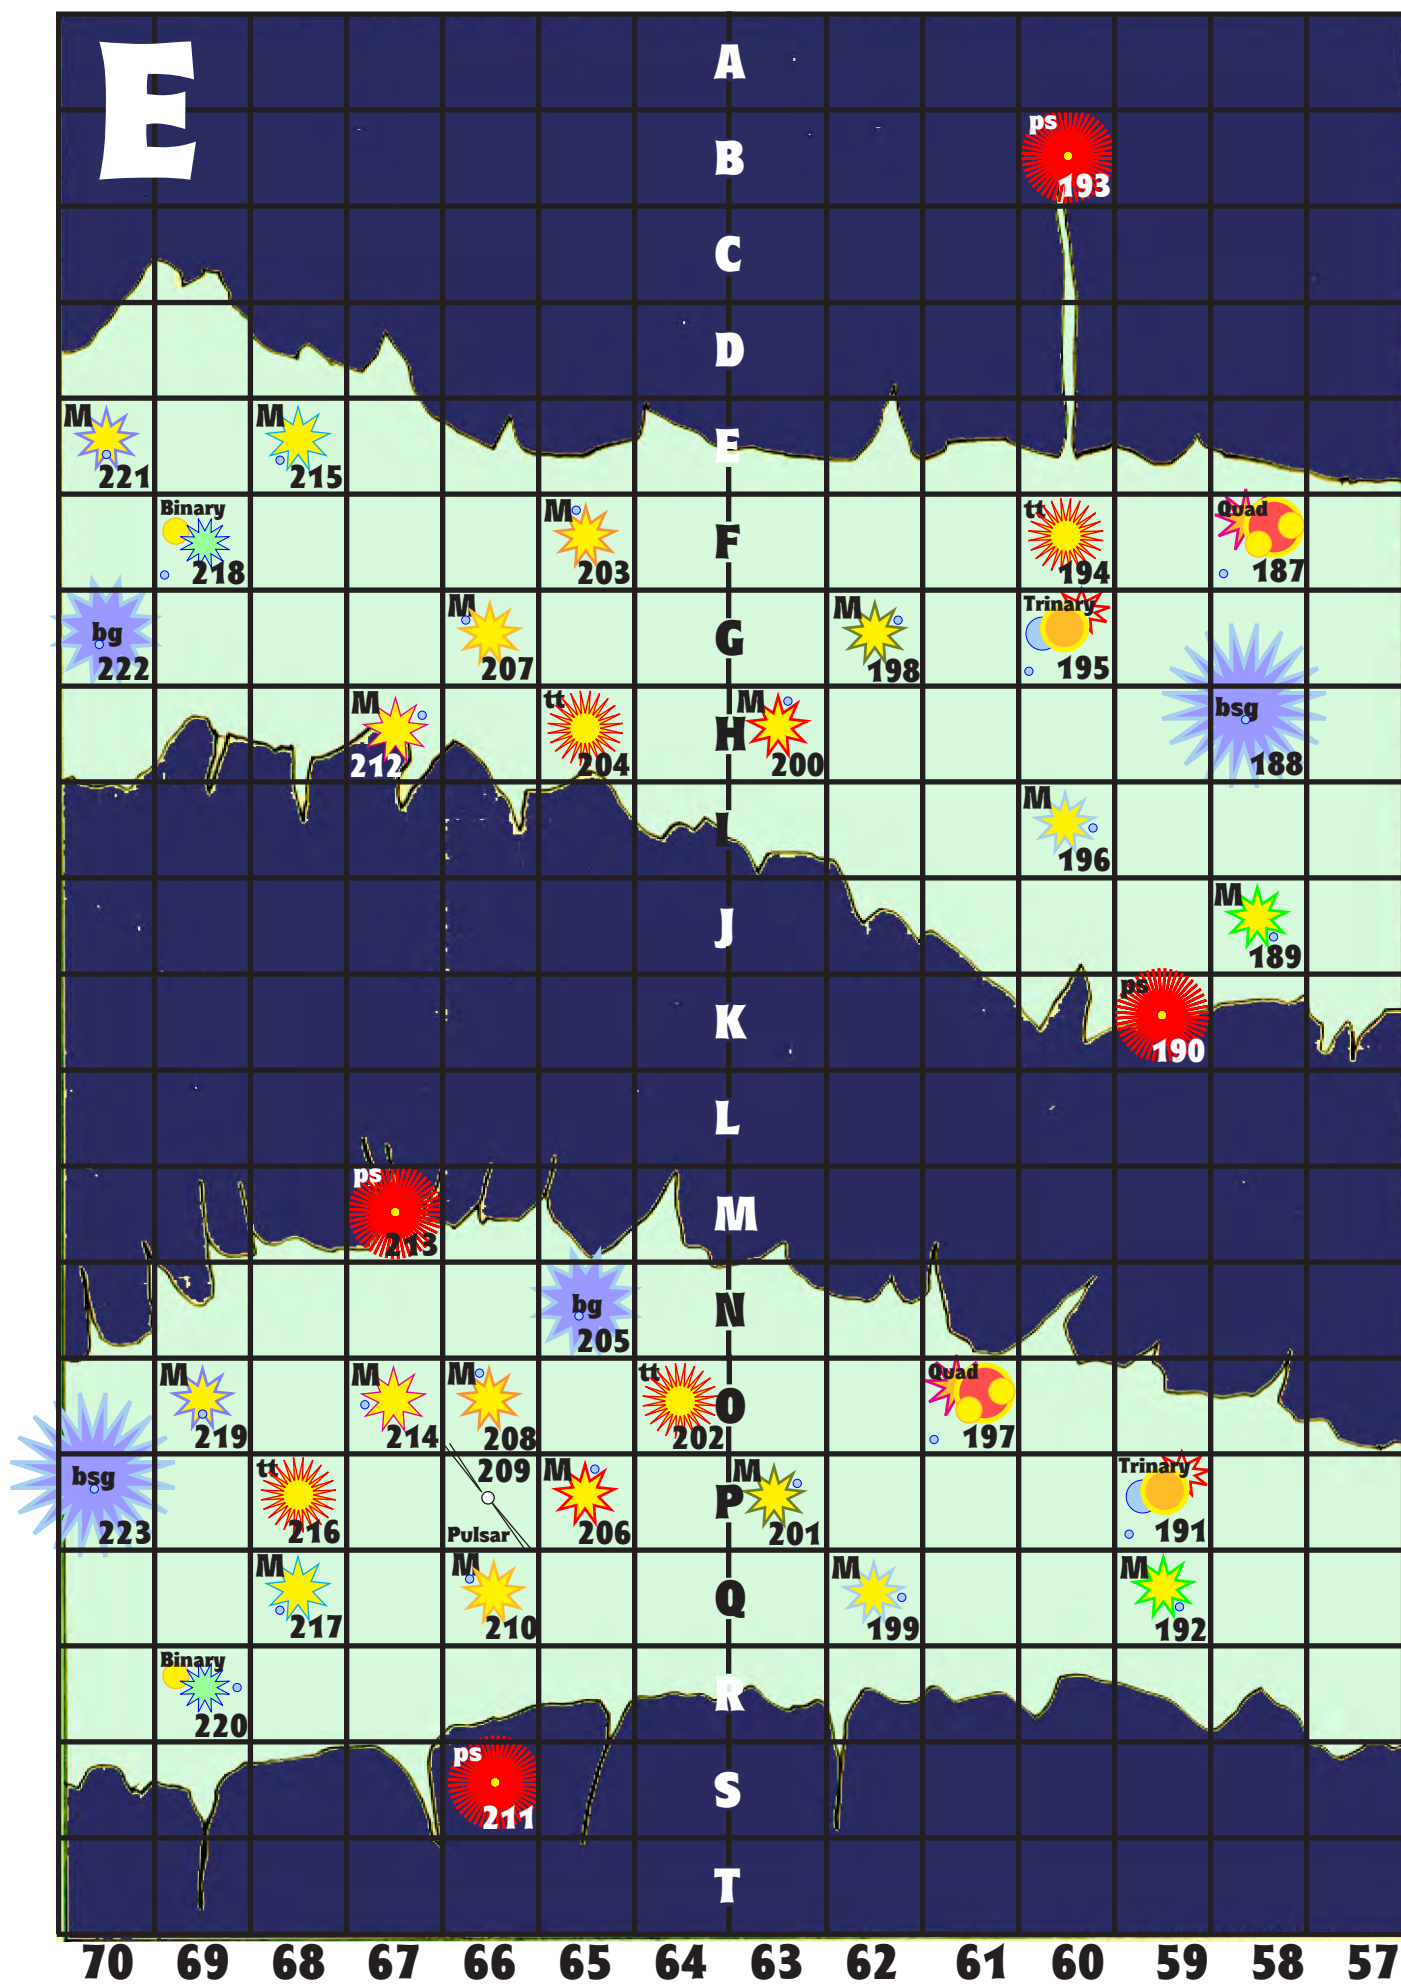 E
A
ps
B
193
C
D
M M
E
221 215
Binary M tt Quad
F
218 203 194 187
M M Trinary
bg G
222 207 198 195
M tt M bsg
H
212 204 200 188
M
I
196
M
J
189
ps
K
190
L
ps
M
213
bg N
205
M M M tt Quad
O
219 214 208 202 197
bsg tt 209 M M Trinary
P
223 216 Pulsar 206 201 191
M M M M
Q
217 210 199 192
Binary
R
220
ps
S
211
T
70 69 68 67 66 65 64 63 62 61 60 59 58 57